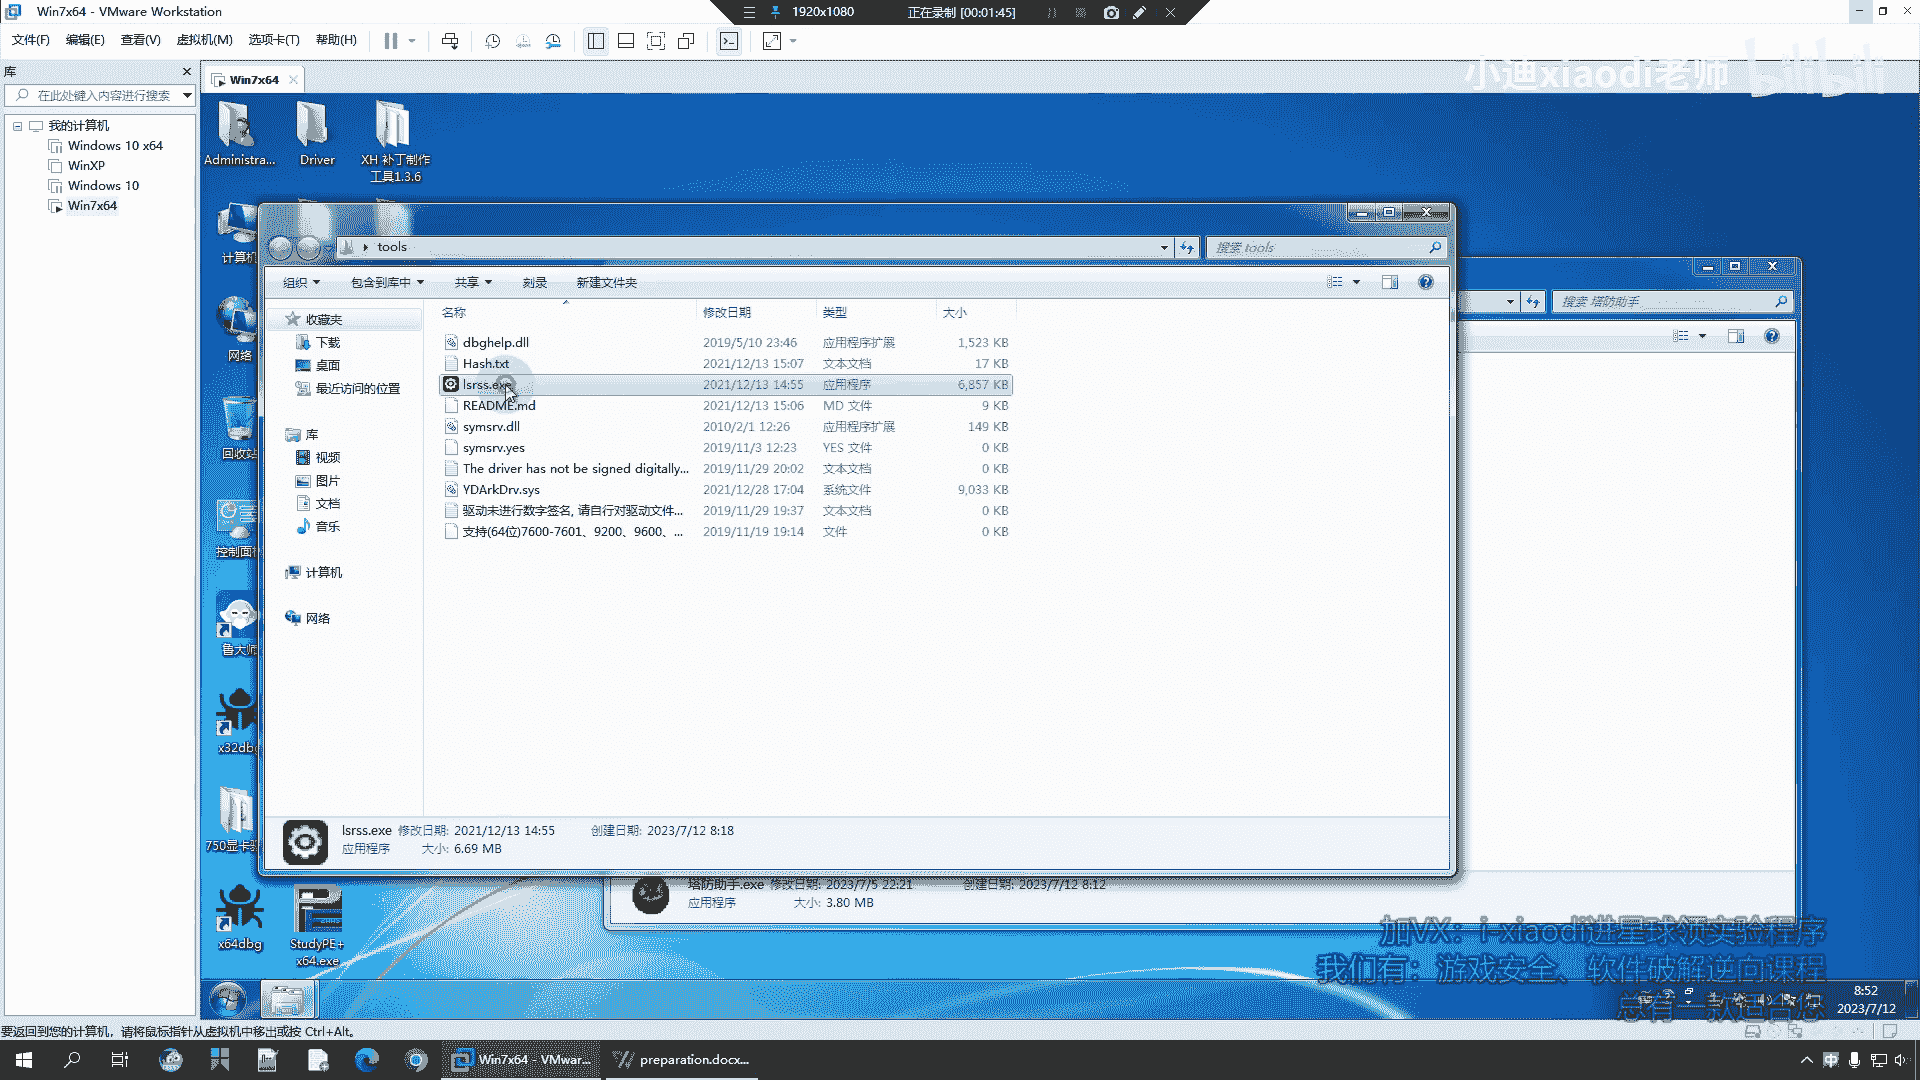 Win7x64 - VMware Workstation
1920x1080
正在录制 [00:01:45]
文件(F) 编辑(E) 查看(V) 虚拟机(M) 选项卡(T) 帮助(H)
库
Win7x64
小迪xiaodi老师 bilibili
在此处键入内容进行搜索
我的计算机
Windows 10 x64
WinXP
Windows 10
Win7x64
Administra...
Driver
XH 补丁制作
工具1.3.6
计算机
网络
回收站
控制面
鲁大师
x32dbg
750显卡
x64dbg
StudyPE+
x64.exe
tools
搜索 tools
组织 包含到库中 共享 刻录 新建文件夹
收藏夹
下载
桌面
最近访问的位置
库
视频
图片
文档
音乐
计算机
网络
名称 修改日期 类型 大小
dbghelp.dll 2019/5/10 23:46 应用程序扩展 1,523 KB
Hash.txt 2021/12/13 15:07 文本文档 17 KB
lsrss.exe 2021/12/13 14:55 应用程序 6,857 KB
README.md 2021/12/13 15:06 MD 文件 9 KB
symsrv.dll 2010/2/1 12:26 应用程序扩展 149 KB
symsrv.yes 2019/11/3 12:23 YES 文件 0 KB
The driver has not be signed digitally... 2019/11/29 20:02 文本文档 0 KB
YDArkDrv.sys 2021/12/28 17:04 系统文件 9,033 KB
驱动未进行数字签名, 请自行对驱动文件... 2019/11/29 19:37 文本文档 0 KB
支持(64位)7600-7601、9200、9600、... 2019/11/19 19:14 文件 0 KB
lsrss.exe 修改日期: 2021/12/13 14:55 创建日期: 2023/7/12 8:18
应用程序 大小: 6.69 MB
搜索 塔防助手
塔防助手.exe 修改日期: 2023/7/5 22:21 创建日期: 2023/7/12 8:12
应用程序 大小: 3.80 MB
加VX：i-xiaodi进星球领实验程序
我们有：游戏安全、软件破解逆向课程
总有一款适合您
8:52
2023/7/12
要返回到您的计算机，请将鼠标指针从虚拟机中移出或按 Ctrl+Alt。
Win7x64 - VMwar...
preparation.docx...
中